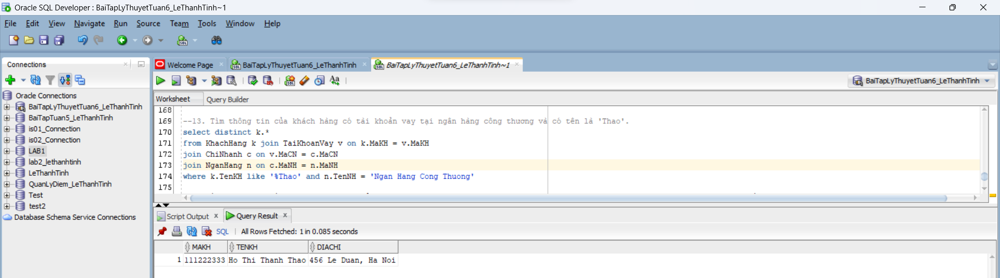 Oracle SQL Developer : BaiTapLyThuyetTuan6_LeThanhTinh~1
File Edit View Navigate Run Source Team Tools Window Help
Connections
Welcome Page
BaiTapLyThuyetTuan6_LeThanhTinh
BaiTapLyThuyetTuan6_LeThanhTinh~1
BaiTapLyThuyetTuan6_LeThanhTinh
Oracle Connections
BaiTapLyThuyetTuan6_LeThanhTinh
BaiTapTuan5_LeThanhTinh
is01_Connection
is02_Connection
LAB1
lab2_lethanhtinh
LeThanhTinh
QuanLyDiem_LeThanhTinh
Test
test2
Database Schema Service Connections
Worksheet Query Builder
168
169 --13. Tìm thông tin của khách hàng có tài khoản vay tại ngân hàng công thương và có tên là 'Thao'.
170 select distinct k.*
171 from KhachHang k join TaiKhoanVay v on k.MaKH = v.MaKH
172 join ChiNhanh c on v.MaCN = c.MaCN
173 join NganHang n on c.MaNH = n.MaNH
174 where k.TenKH like '%Thao' and n.TenNH = 'Ngan Hang Cong Thuong'
175
Script Output x Query Result x
SQL | All Rows Fetched: 1 in 0.085 seconds
MAKH TENKH DIACHI
1 111222333 Ho Thi Thanh Thao 456 Le Duan, Ha Noi